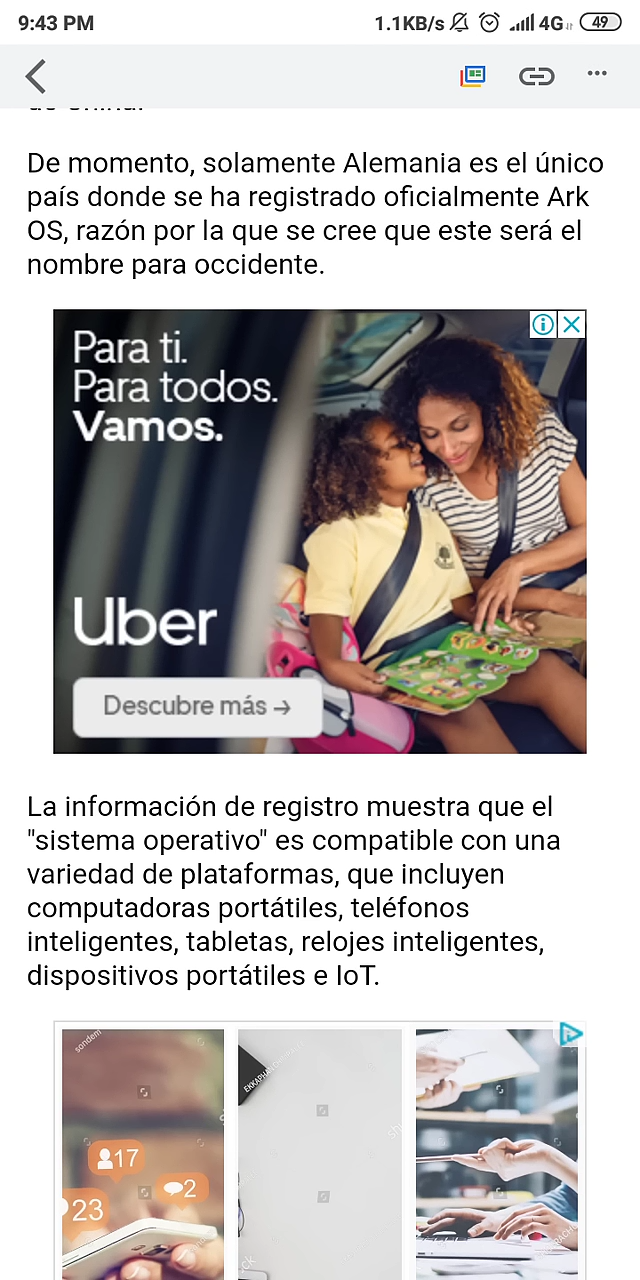 9:43 PM
1.1KB/s
4G
49
De momento, solamente Alemania es el único
país donde se ha registrado oficialmente Ark
OS, razón por la que se cree que este será el
nombre para occidente.
Para ti.
Para todos.
Vamos.
Uber
Descubre más →
La información de registro muestra que el
"sistema operativo" es compatible con una
variedad de plataformas, que incluyen
computadoras portátiles, teléfonos
inteligentes, tabletas, relojes inteligentes,
dispositivos portátiles e IoT.
sondem
17
2
23